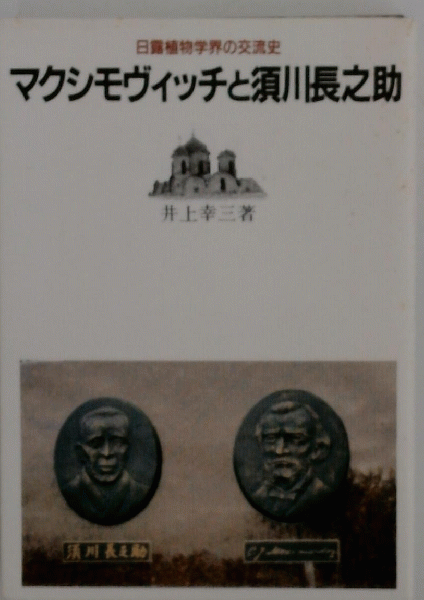 日露植物学界の交流史
マクシモヴィッチと須川長之助
井上幸三著
須川長之助